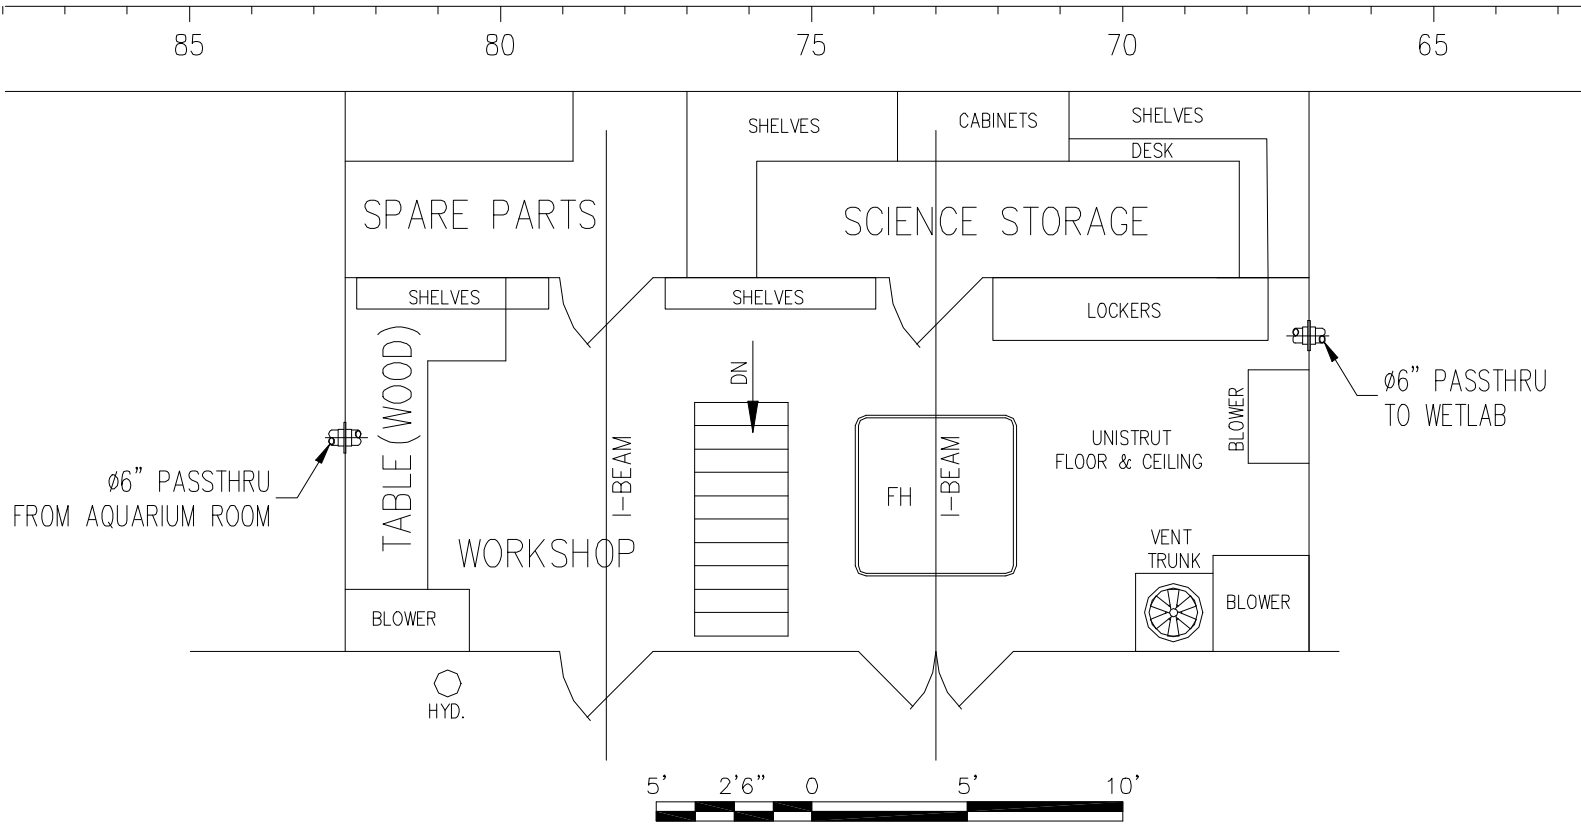 85 80 75 70 65
SHELVES
CABINETS
SHELVES
DESK
SPARE PARTS
SCIENCE STORAGE
SHELVES
SHELVES
LOCKERS
TABLE (WOOD)
DN
ø6" PASSTHRU
TO WETLAB
BLOWER
UNISTRUT
FLOOR & CEILING
I-BEAM
I-BEAM
FH
ø6" PASSTHRU
FROM AQUARIUM ROOM
WORKSHOP
VENT
TRUNK
BLOWER
BLOWER
HYD.
5' 2'6" 0 5' 10'